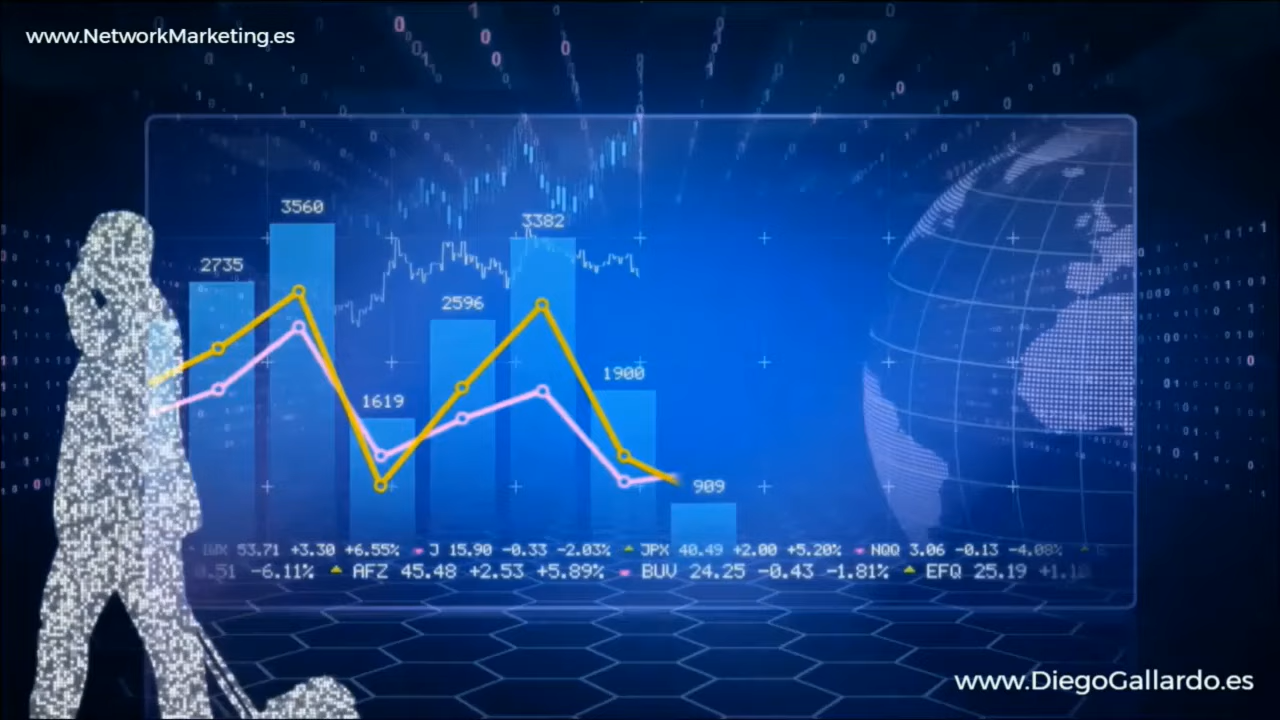 www.NetworkMarketing.es
3560
3382
2735
2596
1900
1619
909
53.71 +3.30 +6.55% J 15.90 -0.33 -2.03% JPX 40.49 +2.00 +5.20% NQQ 3.06 -0.13 -4.08%
-6.11% AFZ 45.48 +2.53 +5.89% BUV 24.25 -0.43 -1.81% EFQ 25.19
www.DiegoGallardo.es